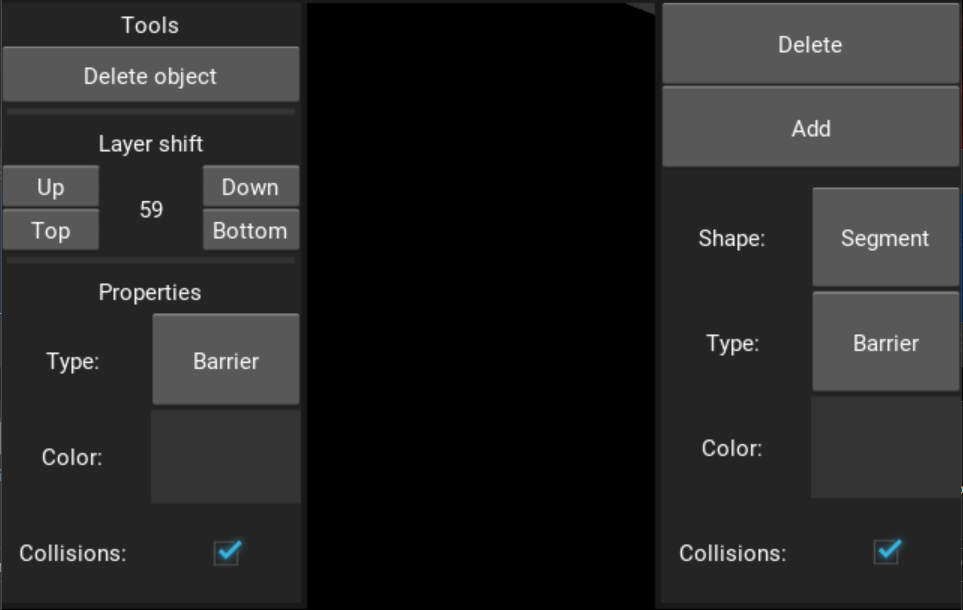 Tools
Delete object
Layer shift
Up
59
Down
Top
Bottom
Properties
Type:
Barrier
Color:
Collisions:
Delete
Add
Shape:
Segment
Type:
Barrier
Color:
Collisions: